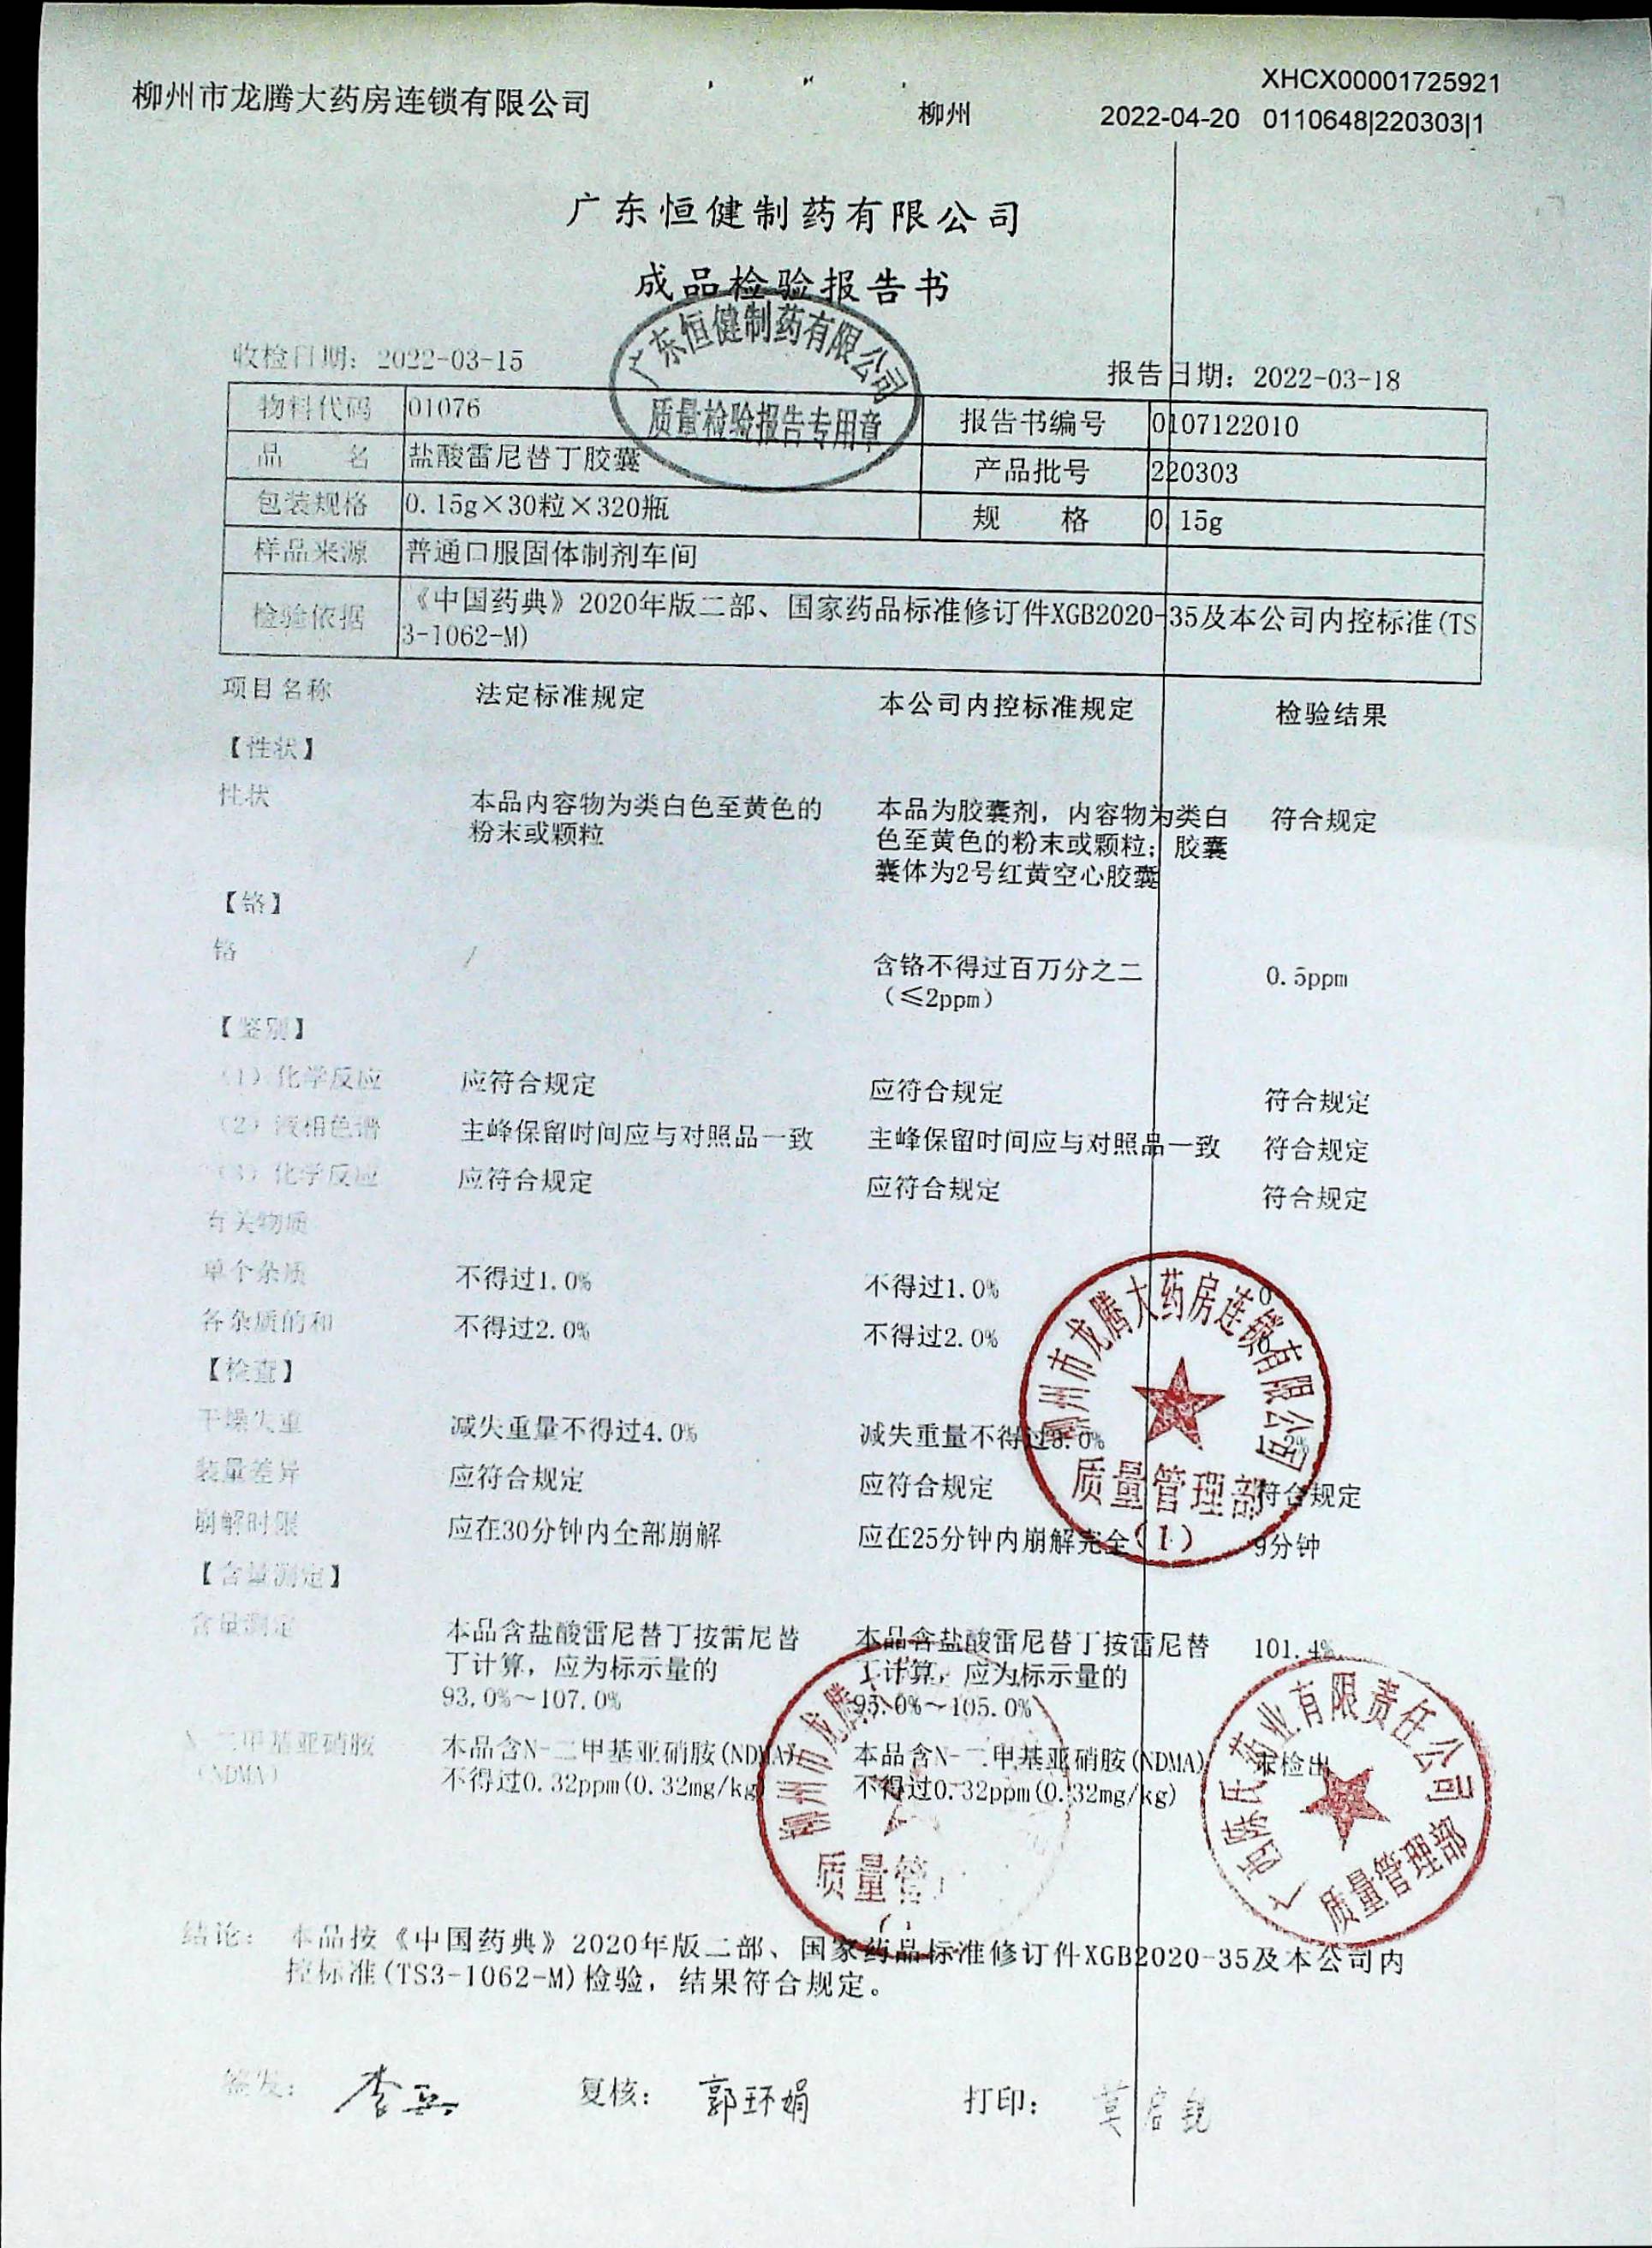 XHCX00001725921
柳州市龙腾大药房连锁有限公司 柳州 2022-04-20 0110648|220303|1
广东恒健制药有限公司
成品检验报告书
广东恒健制药有限公司
质量检验报告专用章
收检日期: 2022-03-15 报告日期: 2022-03-18
物料代码 01076 报告书编号 0107122010
品 名 盐酸雷尼替丁胶囊 产品批号 220303
包装规格 0.15g×30粒×320瓶 规 格 0.15g
样品来源 普通口服固体制剂车间
检验依据 《中国药典》2020年版二部、国家药品标准修订件XGB2020-35及本公司内控标准(TS
3-1062-M)
项目名称 法定标准规定 本公司内控标准规定 检验结果
【性状】
性状 本品内容物为类白色至黄色的 本品为胶囊剂，内容物为类白 符合规定
粉末或颗粒 色至黄色的粉末或颗粒；胶囊
囊体为2号红黄空心胶囊
【铬】
铬 / 含铬不得过百万分之二 0.5ppm
（≤2ppm）
【鉴别】
（1）化学反应 应符合规定 应符合规定 符合规定
（2）液相色谱 主峰保留时间应与对照品一致 主峰保留时间应与对照品一致 符合规定
（3）化学反应 应符合规定 应符合规定 符合规定
有关物质
单个杂质 不得过1.0% 不得过1.0%
各杂质的和 不得过2.0% 不得过2.0%
【检查】
干燥失重 减失重量不得过4.0% 减失重量不得过3.0%
装量差异 应符合规定 应符合规定 符合规定
崩解时限 应在30分钟内全部崩解 应在25分钟内崩解完全 9分钟
柳州市龙腾大药房连锁有限公司
质量管理部
(1)
【含量测定】
含量测定 本品含盐酸雷尼替丁按雷尼替 本品含盐酸雷尼替丁按雷尼替 101.4%
丁计算，应为标示量的 丁计算，应为标示量的
93.0%～107.0% 95.0%～105.0%
N-二甲基亚硝胺 本品含N-二甲基亚硝胺(NDMA) 本品含N-二甲基亚硝胺(NDMA) 未检出
(NDMA) 不得过0.32ppm(0.32mg/kg) 不得过0.32ppm(0.32mg/kg)
柳州市龙腾
质量管
广西陈氏药业有限责任公司
质量管理部
结论: 本品按《中国药典》2020年版二部、国家药品标准修订件XGB2020-35及本公司内
控标准(TS3-1062-M)检验，结果符合规定。
签发: 复核: 郭环娟 打印: